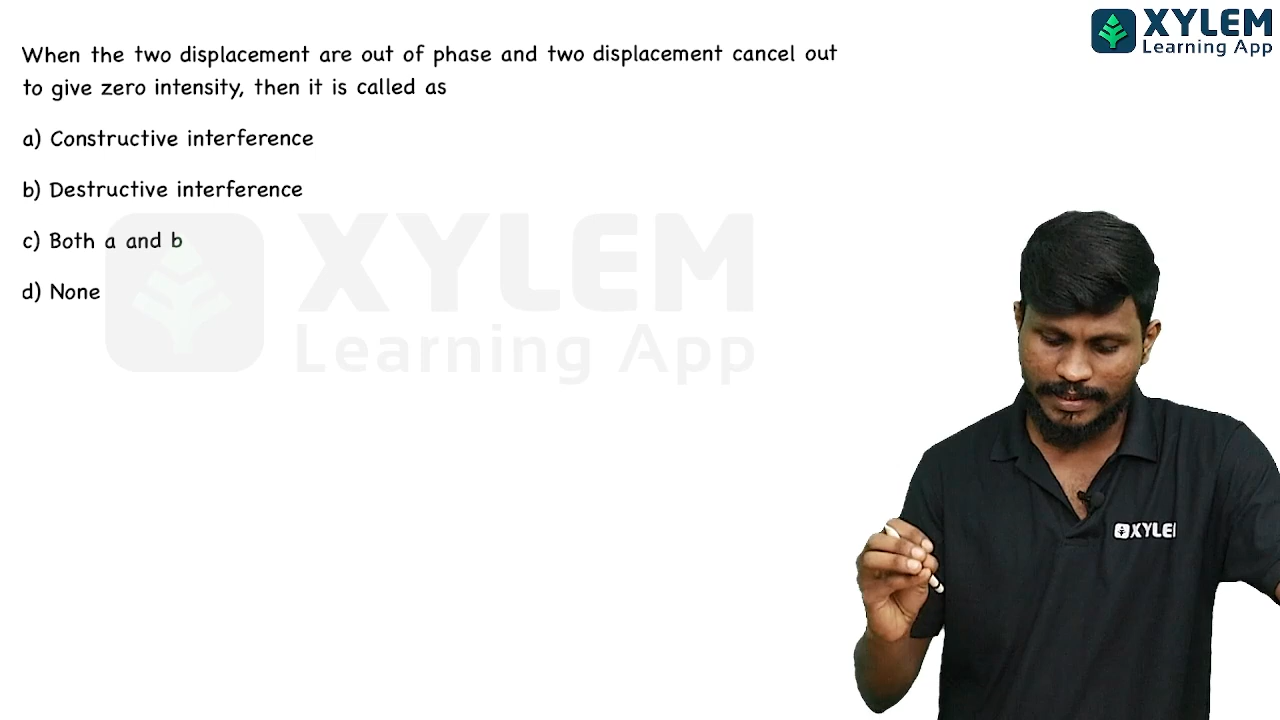 XYLEM
Learning App
When the two displacement are out of phase and two displacement cancel out
to give zero intensity, then it is called as
a) Constructive interference
b) Destructive interference
c) Both a and b
d) None
XYLEM
Learning App